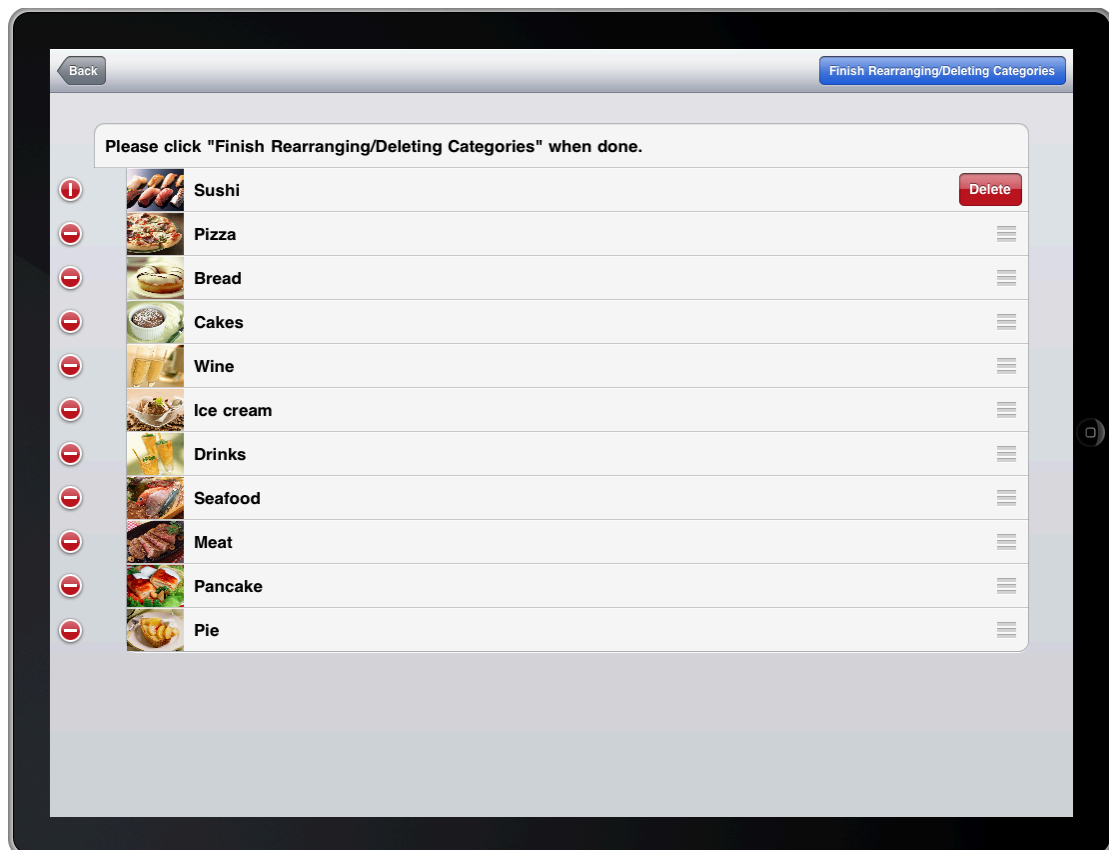 Back
Finish Rearranging/Deleting Categories
Please click "Finish Rearranging/Deleting Categories" when done.
Sushi
Delete
Pizza
Bread
Cakes
Wine
Ice cream
Drinks
Seafood
Meat
Pancake
Pie